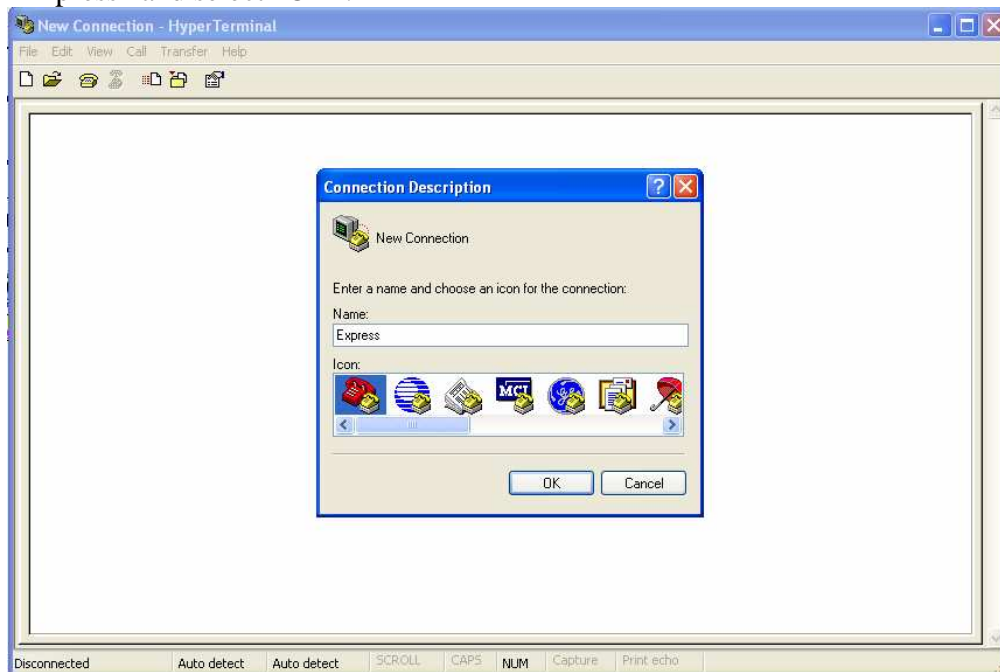 New Connection - HyperTerminal
File Edit View Call Transfer Help
Connection Description
New Connection
Enter a name and choose an icon for the connection:
Name:
Express
Icon:
MCI
OK Cancel
Disconnected Auto detect Auto detect SCROLL CAPS NUM Capture Print echo